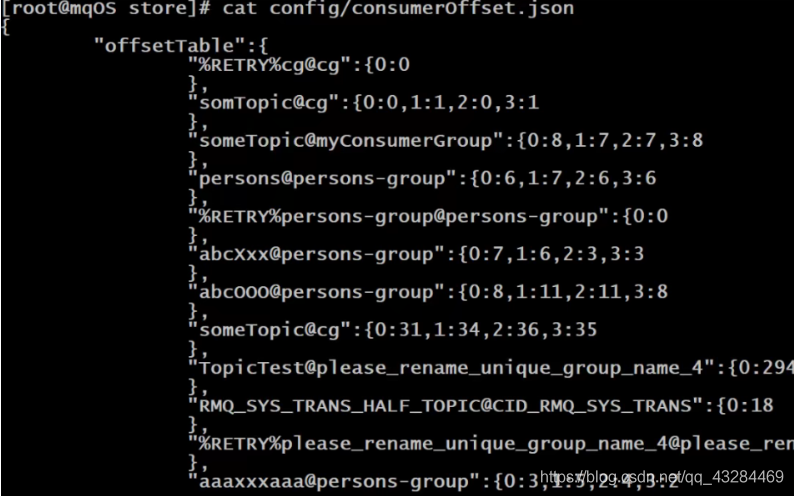 [root@mqOS store]# cat config/consumerOffset.json
{
"offsetTable":{
"%RETRY%cg@cg":{0:0
},
"somTopic@cg":{0:0,1:1,2:0,3:1
},
"someTopic@myConsumerGroup":{0:8,1:7,2:7,3:8
},
"persons@persons-group":{0:6,1:7,2:6,3:6
},
"%RETRY%persons-group@persons-group":{0:0
},
"abcXxx@persons-group":{0:7,1:6,2:3,3:3
},
"abcOOO@persons-group":{0:8,1:11,2:11,3:8
},
"someTopic@cg":{0:31,1:34,2:36,3:35
},
"TopicTest@please_rename_unique_group_name_4":{0:294
},
"RMQ_SYS_TRANS_HALF_TOPIC@CID_RMQ_SYS_TRANS":{0:18
},
"%RETRY%please_rename_unique_group_name_4@please_ren
},
"aaaxxxaaa@persons-group":{0:3,1:5,2:4,3:2
https://blog.csdn.net/qq_43284469